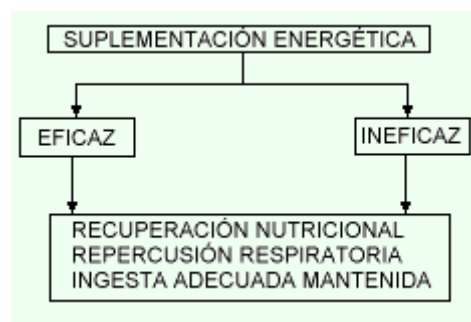 SUPLEMENTACIÓN ENERGÉTICA
EFICAZ
INEFICAZ
RECUPERACIÓN NUTRICIONAL
REPERCUSIÓN RESPIRATORIA
INGESTA ADECUADA MANTENIDA